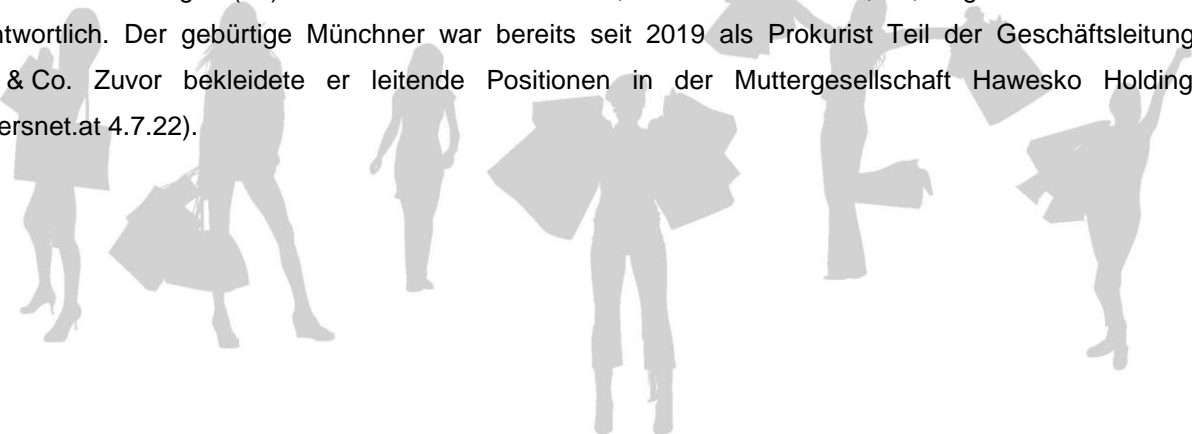 ntwortlich. Der gebürtige Münchner war bereits seit 2019 als Prokurist Teil der Geschäftsleitung
& Co. Zuvor bekleidete er leitende Positionen in der Muttergesellschaft Hawesko Holding
ersnet.at 4.7.22).